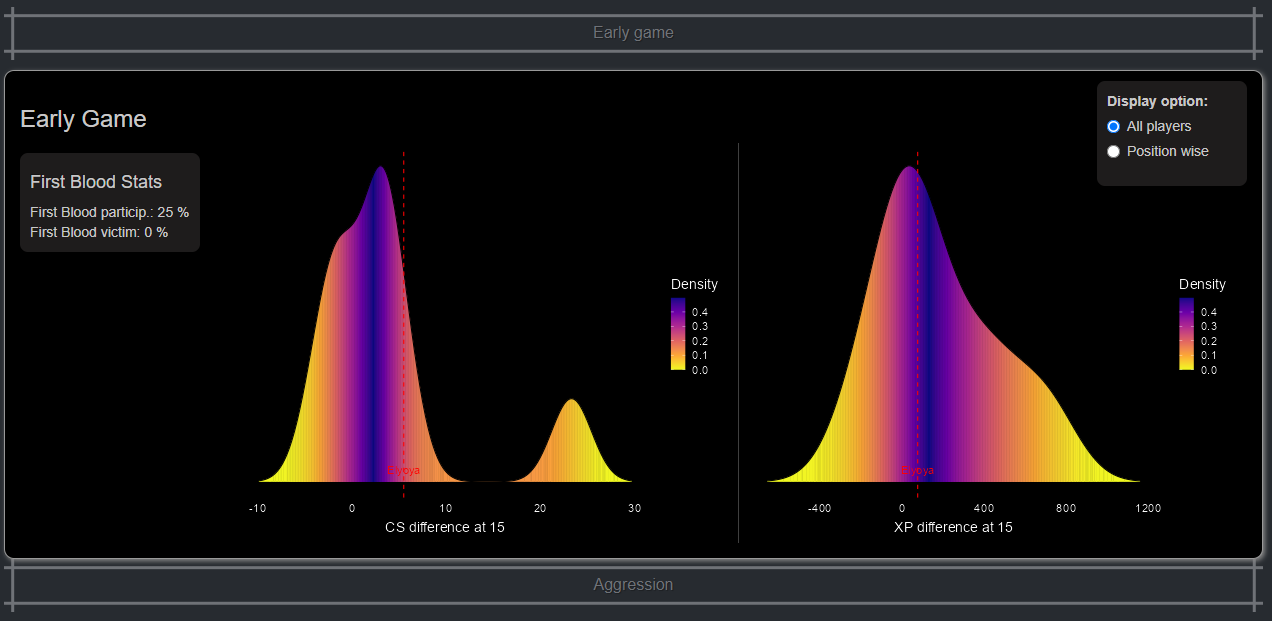 Early game
Early Game
Display option:
All players
Position wise
First Blood Stats
First Blood particip.: 25 %
First Blood victim: 0 %
Density
0.4
0.3
0.2
0.1
0.0
Elyoya
-10 0 10 20 30
CS difference at 15
Density
0.4
0.3
0.2
0.1
0.0
Elyoya
-400 0 400 800 1200
XP difference at 15
Aggression